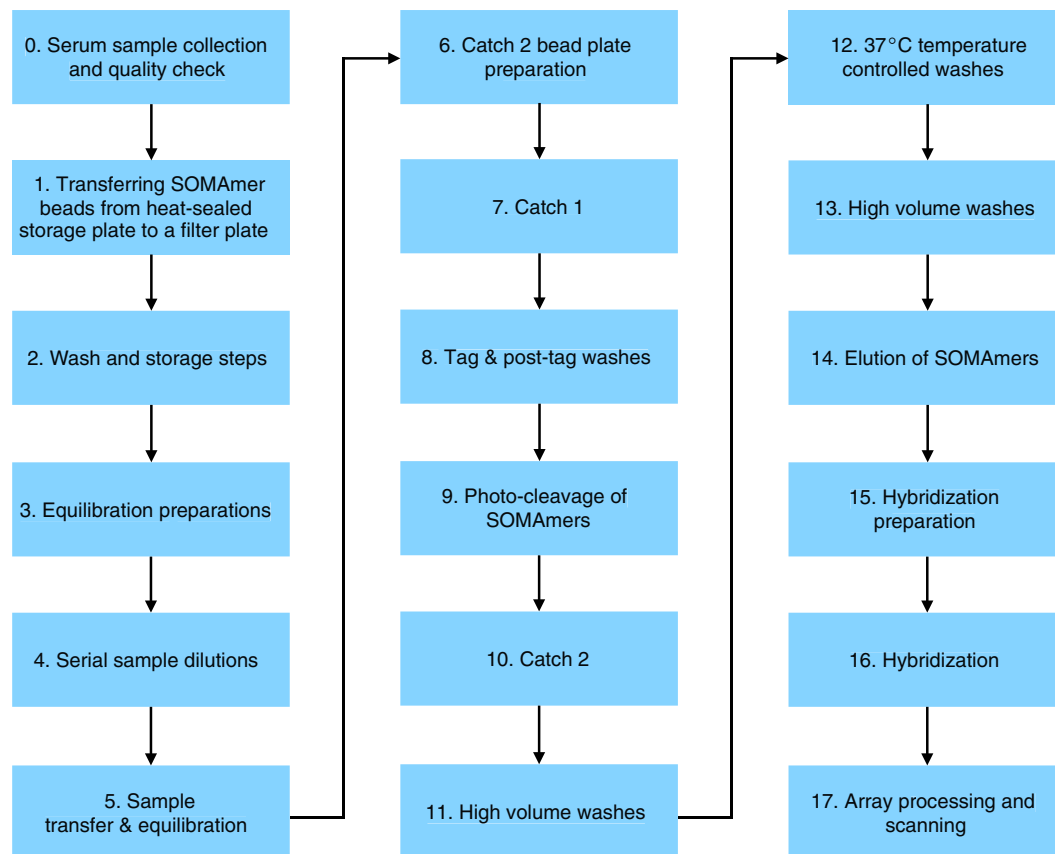 0. Serum sample collection
and quality check
1. Transferring SOMAmer
beads from heat-sealed
storage plate to a filter plate
2. Wash and storage steps
3. Equilibration preparations
4. Serial sample dilutions
5. Sample
transfer & equilibration
6. Catch 2 bead plate
preparation
7. Catch 1
8. Tag & post-tag washes
9. Photo-cleavage of
SOMAmers
10. Catch 2
11. High volume washes
12. 37°C temperature
controlled washes
13. High volume washes
14. Elution of SOMAmers
15. Hybridization
preparation
16. Hybridization
17. Array processing and
scanning